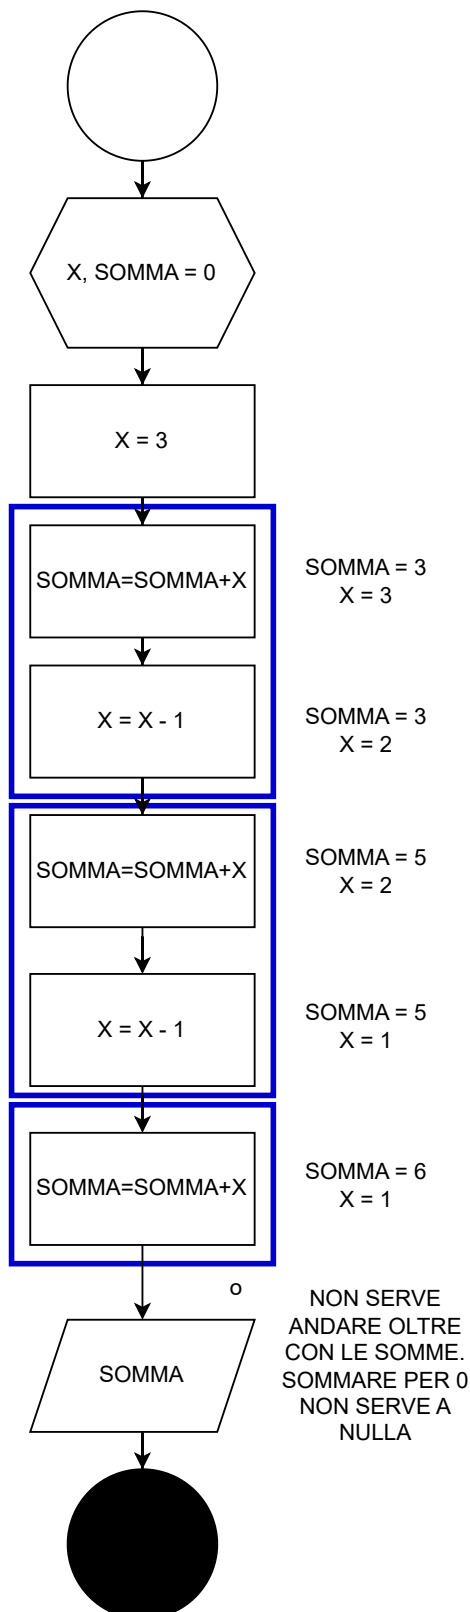 X, SOMMA = 0
X = 3
SOMMA=SOMMA+X
SOMMA = 3
X = 3
X = X - 1
SOMMA = 3
X = 2
SOMMA=SOMMA+X
SOMMA = 5
X = 2
X = X - 1
SOMMA = 5
X = 1
SOMMA=SOMMA+X
SOMMA = 6
X = 1
o
SOMMA
NON SERVE
ANDARE OLTRE
CON LE SOMME.
SOMMARE PER 0
NON SERVE A
NULLA